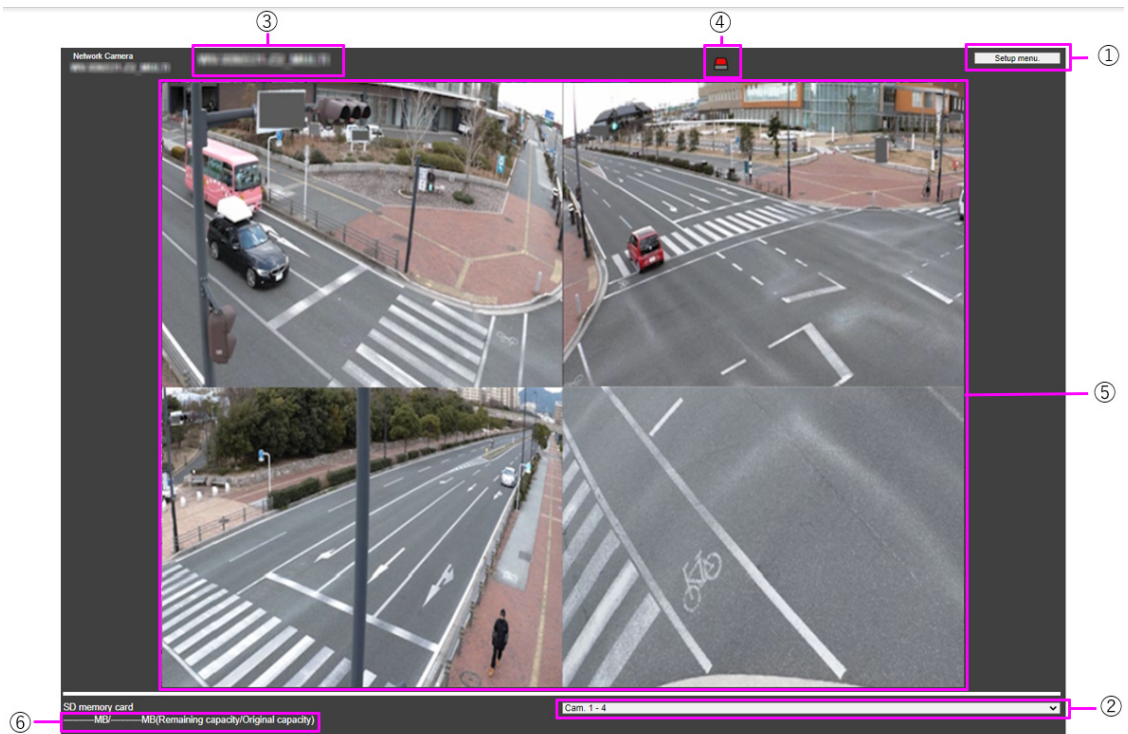 ③
④
①
Network Camera
Setup menu.
⑤
SD memory card
Cam. 1 - 4
②
⑥
----------MB/----------MB(Remaining capacity/Original capacity)